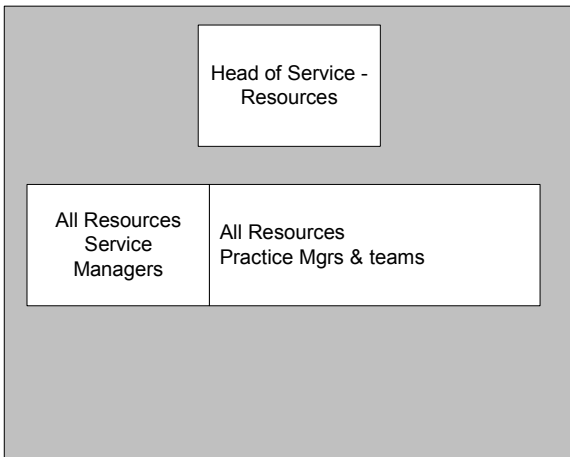 Head of Service -
Resources
All Resources
Service
Managers
All Resources
Practice Mgrs & teams